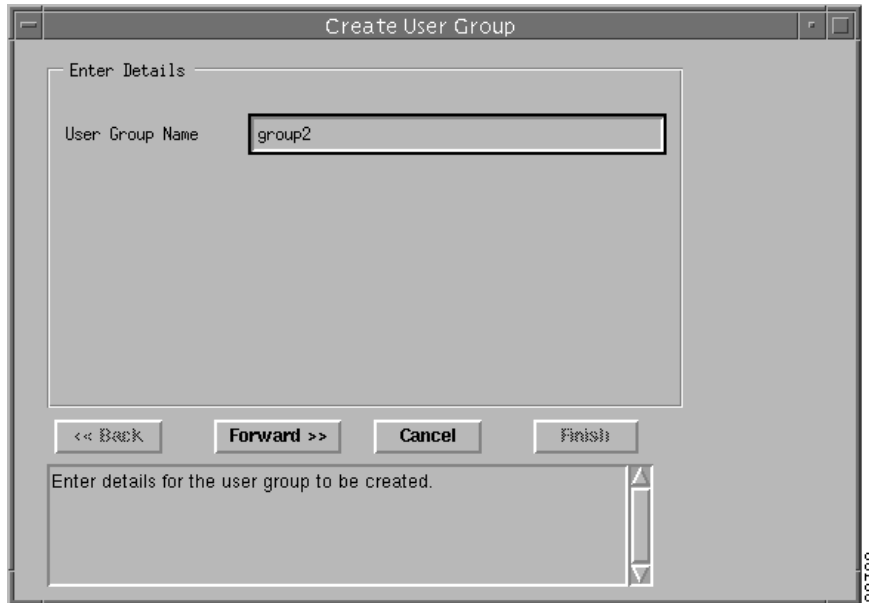 Create User Group
Enter Details
User Group Name
group2
<< Back
Forward >>
Cancel
Finish
Enter details for the user group to be created.